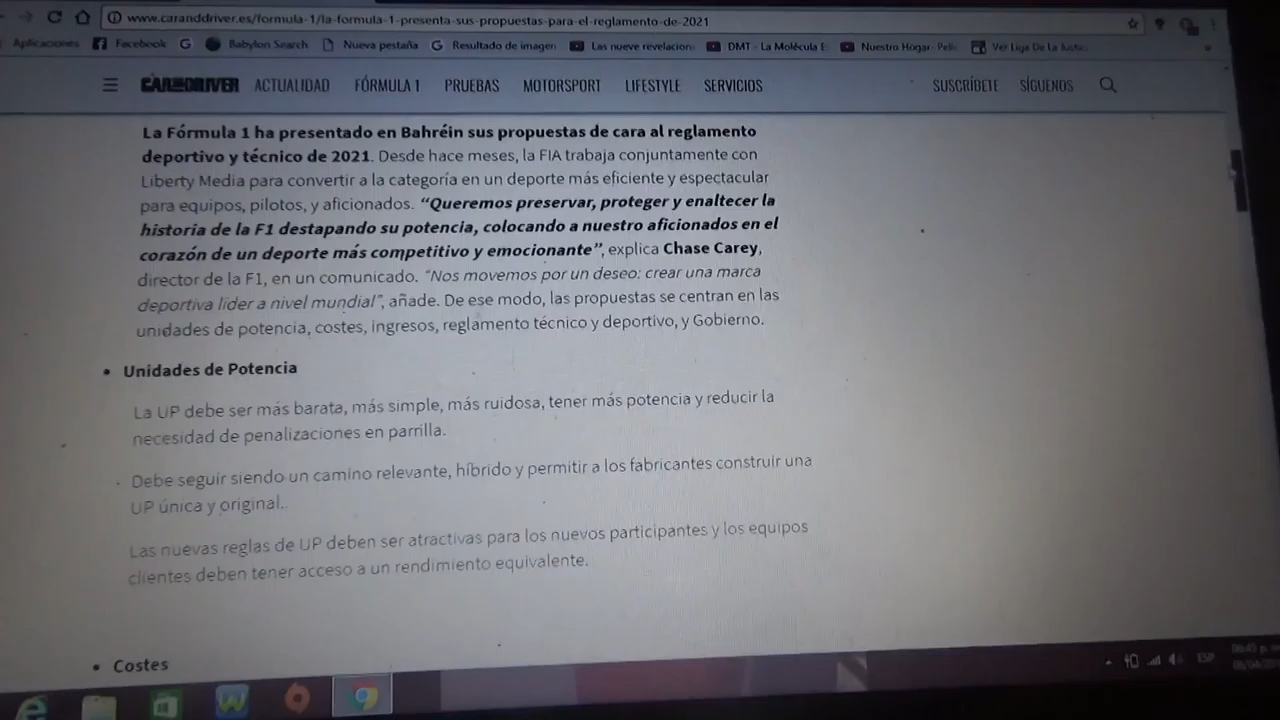 www.caranddriver.es/formula-1/la-formula-1-presenta-sus-propuestas-para-el-reglamento-de-2021
Aplicaciones Facebook Babylon Search Nueva pestaña Resultado de imagen Las nueve revelacion DMT - La Molécula E Nuestro Hogar- Pelíc Ver Liga De La Justic
CAR AND DRIVER ACTUALIDAD FÓRMULA 1 PRUEBAS MOTORSPORT LIFESTYLE SERVICIOS SUSCRÍBETE SÍGUENOS
La Fórmula 1 ha presentado en Bahréin sus propuestas de cara al reglamento
deportivo y técnico de 2021. Desde hace meses, la FIA trabaja conjuntamente con
Liberty Media para convertir a la categoría en un deporte más eficiente y espectacular
para equipos, pilotos, y aficionados. “Queremos preservar, proteger y enaltecer la
historia de la F1 destapando su potencia, colocando a nuestro aficionados en el
corazón de un deporte más competitivo y emocionante”, explica Chase Carey,
director de la F1, en un comunicado. “Nos movemos por un deseo: crear una marca
deportiva líder a nivel mundial”, añade. De ese modo, las propuestas se centran en las
unidades de potencia, costes, ingresos, reglamento técnico y deportivo, y Gobierno.
• Unidades de Potencia
La UP debe ser más barata, más simple, más ruidosa, tener más potencia y reducir la
necesidad de penalizaciones en parrilla.
Debe seguir siendo un camino relevante, híbrido y permitir a los fabricantes construir una
UP única y original.
Las nuevas reglas de UP deben ser atractivas para los nuevos participantes y los equipos
clientes deben tener acceso a un rendimiento equivalente.
• Costes
ESP